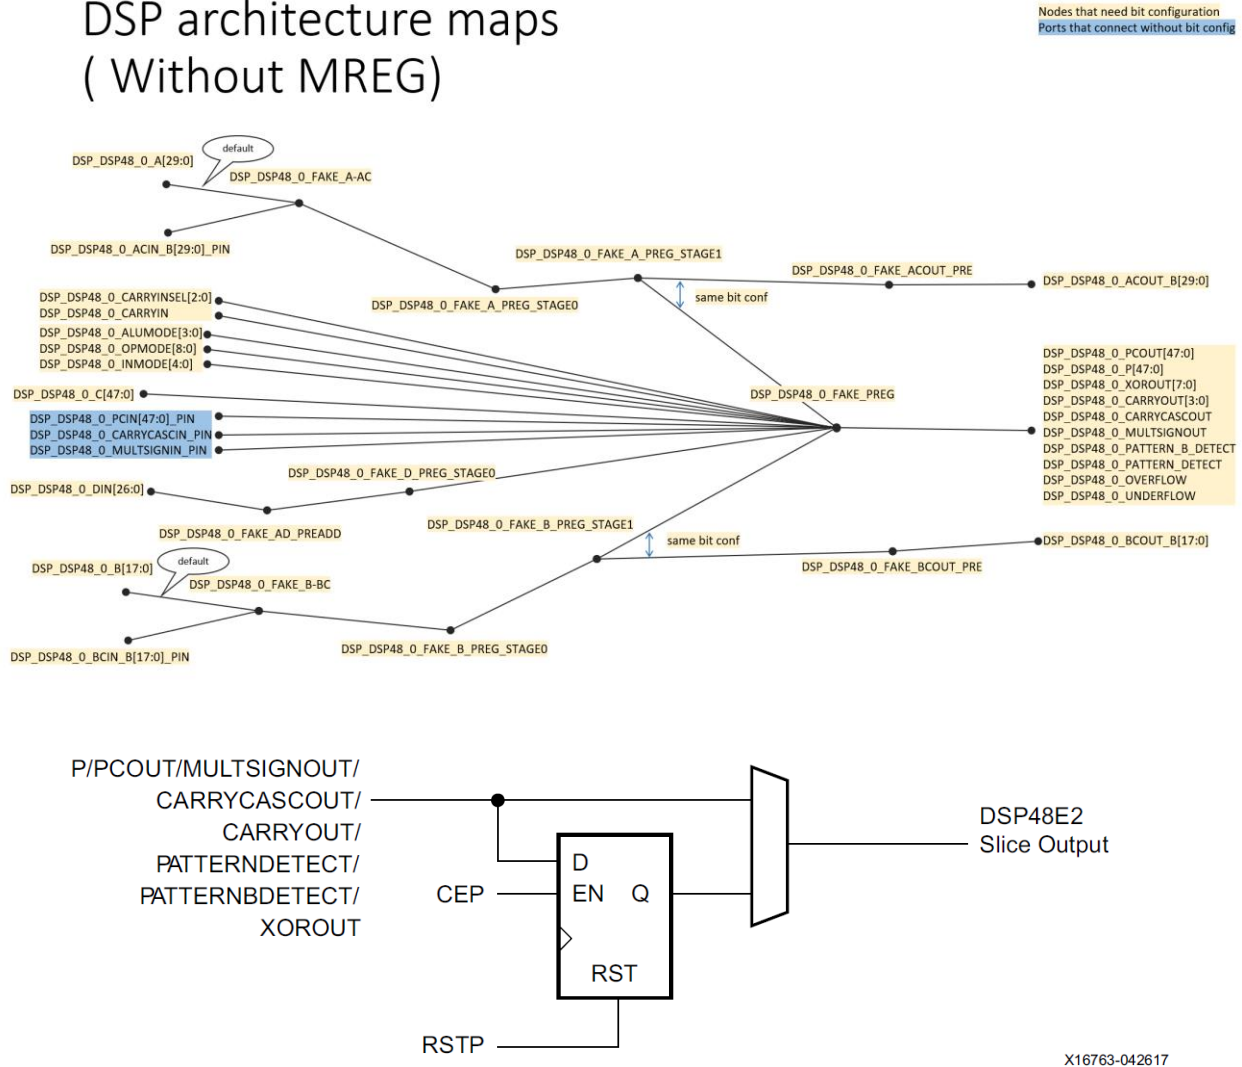 DSP architecture maps
( Without MREG)
Nodes that need bit configuration
Ports that connect without bit config
default
DSP_DSP48_0_A[29:0]
DSP_DSP48_0_FAKE_A-AC
DSP_DSP48_0_ACIN_B[29:0]_PIN
DSP_DSP48_0_FAKE_A_PREG_STAGE1
DSP_DSP48_0_FAKE_ACOUT_PRE
DSP_DSP48_0_ACOUT_B[29:0]
DSP_DSP48_0_FAKE_A_PREG_STAGE0
same bit conf
DSP_DSP48_0_CARRYINSEL[2:0]
DSP_DSP48_0_CARRYIN
DSP_DSP48_0_ALUMODE[3:0]
DSP_DSP48_0_OPMODE[8:0]
DSP_DSP48_0_INMODE[4:0]
DSP_DSP48_0_C[47:0]
DSP_DSP48_0_PCIN[47:0]_PIN
DSP_DSP48_0_CARRYCASCIN_PIN
DSP_DSP48_0_MULTSIGNIN_PIN
DSP_DSP48_0_FAKE_PREG
DSP_DSP48_0_PCOUT[47:0]
DSP_DSP48_0_P[47:0]
DSP_DSP48_0_XOROUT[7:0]
DSP_DSP48_0_CARRYOUT[3:0]
DSP_DSP48_0_CARRYCASCOUT
DSP_DSP48_0_MULTSIGNOUT
DSP_DSP48_0_PATTERN_B_DETECT
DSP_DSP48_0_PATTERN_DETECT
DSP_DSP48_0_OVERFLOW
DSP_DSP48_0_UNDERFLOW
DSP_DSP48_0_FAKE_D_PREG_STAGE0
DSP_DSP48_0_DIN[26:0]
DSP_DSP48_0_FAKE_AD_PREADD
DSP_DSP48_0_FAKE_B_PREG_STAGE1
same bit conf
DSP_DSP48_0_BCOUT_B[17:0]
DSP_DSP48_0_FAKE_BCOUT_PRE
default
DSP_DSP48_0_B[17:0]
DSP_DSP48_0_FAKE_B-BC
DSP_DSP48_0_BCIN_B[17:0]_PIN
DSP_DSP48_0_FAKE_B_PREG_STAGE0
P/PCOUT/MULTSIGNOUT/
CARRYCASCOUT/
CARRYOUT/
PATTERNDETECT/
PATTERNBDETECT/
XOROUT
D
CEP
EN Q
RST
RSTP
DSP48E2
Slice Output
X16763-042617